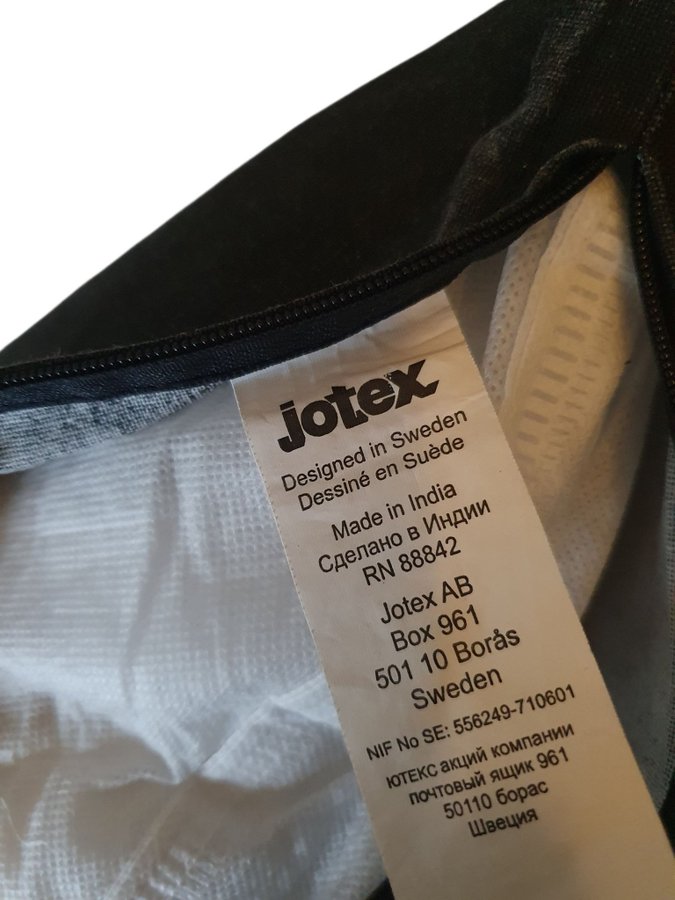 jotex
Designed in Sweden
Dessiné en Suède
Made in India
Сделано в Индии
RN 88842
Jotex AB
Box 961
501 10 Borås
Sweden
NIF No SE: 556249-710601
ЮТЕКС акций компании
почтовый ящик 961
50110 борас
Швеция